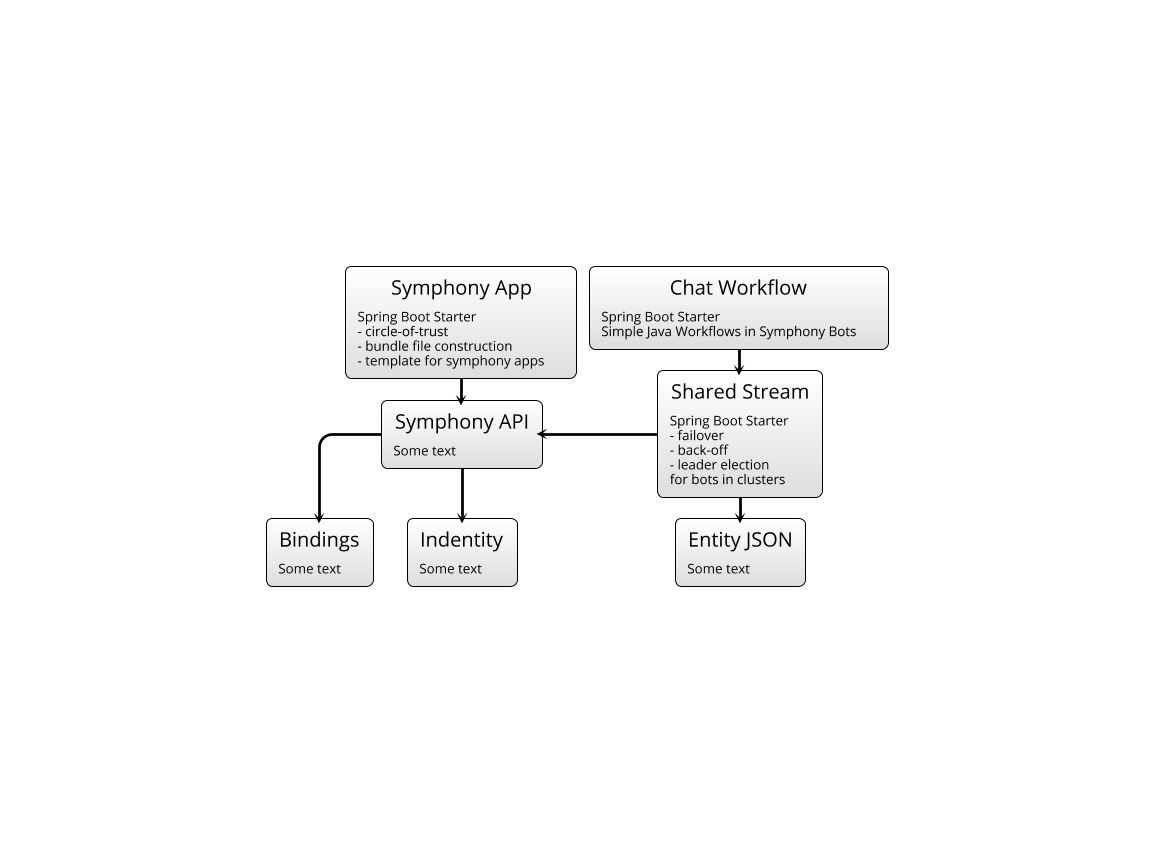 Symphony App
Spring Boot Starter
- circle-of-trust
- bundle file construction
- template for symphony apps
Chat Workflow
Spring Boot Starter
Simple Java Workflows in Symphony Bots
Symphony API
Some text
Shared Stream
Spring Boot Starter
- failover
- back-off
- leader election
for bots in clusters
Bindings
Some text
Indentity
Some text
Entity JSON
Some text